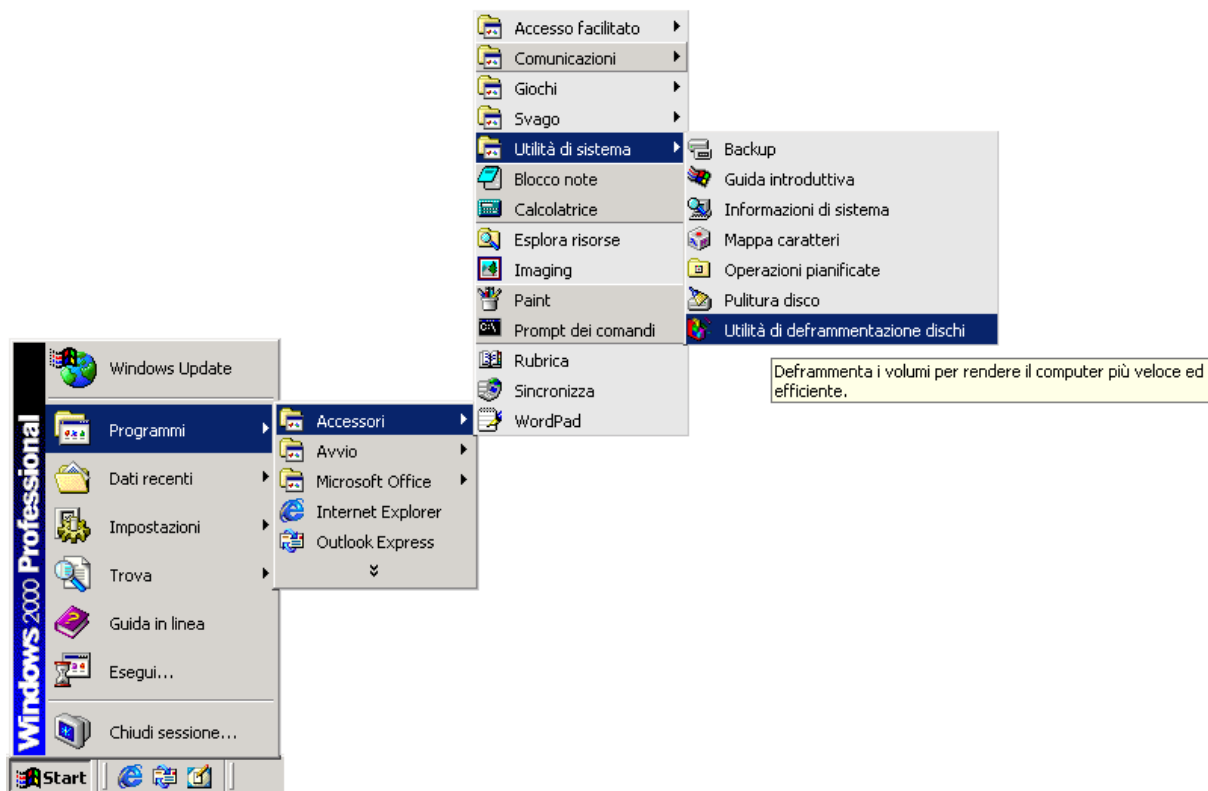 Accesso facilitato
Comunicazioni
Giochi
Svago
Utilità di sistema
Blocco note
Calcolatrice
Esplora risorse
Imaging
Paint
Prompt dei comandi
Rubrica
Sincronizza
WordPad
Backup
Guida introduttiva
Informazioni di sistema
Mappa caratteri
Operazioni pianificate
Pulitura disco
Utilità di deframmentazione dischi
Deframmenta i volumi per rendere il computer più veloce ed
efficiente.
Windows 2000 Professional
Windows Update
Programmi
Dati recenti
Impostazioni
Trova
Guida in linea
Esegui...
Chiudi sessione...
Accessori
Avvio
Microsoft Office
Internet Explorer
Outlook Express
Start